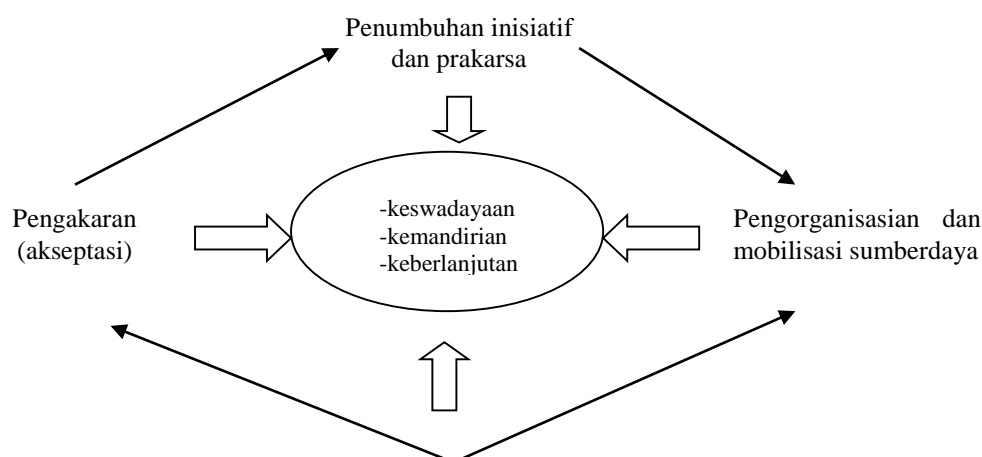 Penumbuhan inisiatif
dan prakarsa
Pengakaran
(akseptasi)
-keswadayaan
-kemandirian
-keberlanjutan
Pengorganisasian dan
mobilisasi sumberdaya